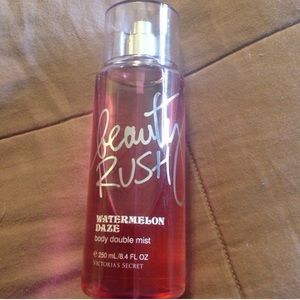 Beauty
RUSH
WATERMELON
DAZE
body double mist
℮ 250 mL/8.4 FL OZ
VICTORIA'S SECRET